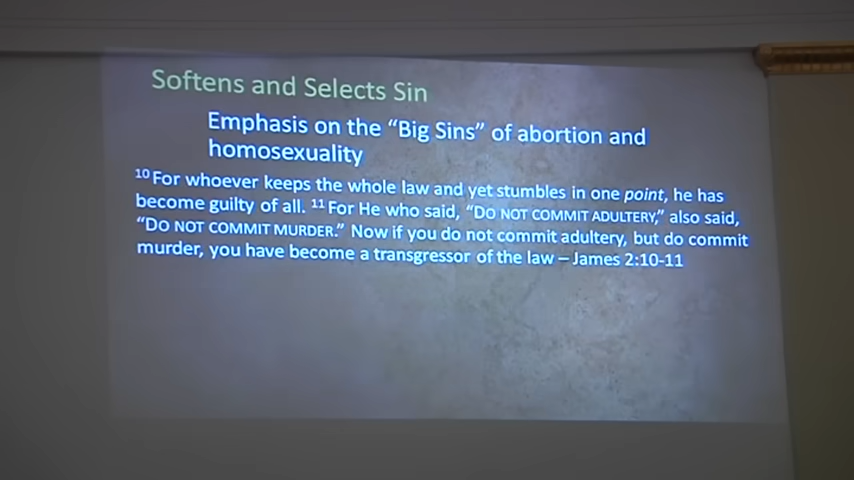 Softens and Selects Sin
Emphasis on the “Big Sins” of abortion and
homosexuality
10 For whoever keeps the whole law and yet stumbles in one point, he has
become guilty of all. 11 For He who said, “DO NOT COMMIT ADULTERY,” also said,
“DO NOT COMMIT MURDER.” Now if you do not commit adultery, but do commit
murder, you have become a transgressor of the law – James 2:10-11